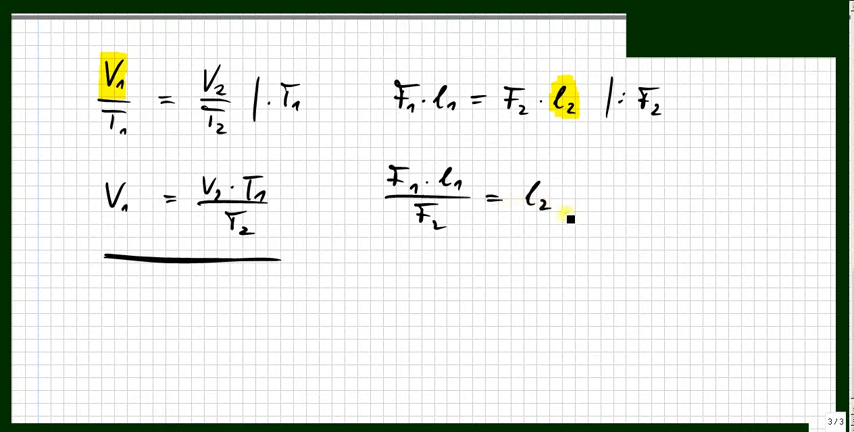 V₁/T₁ = V₂/T₂ | · T₁
F₁ · l₁ = F₂ · l₂ | : F₂
V₁ = V₂ · T₁/T₂
F₁ · l₁/F₂ = l₂
3/3